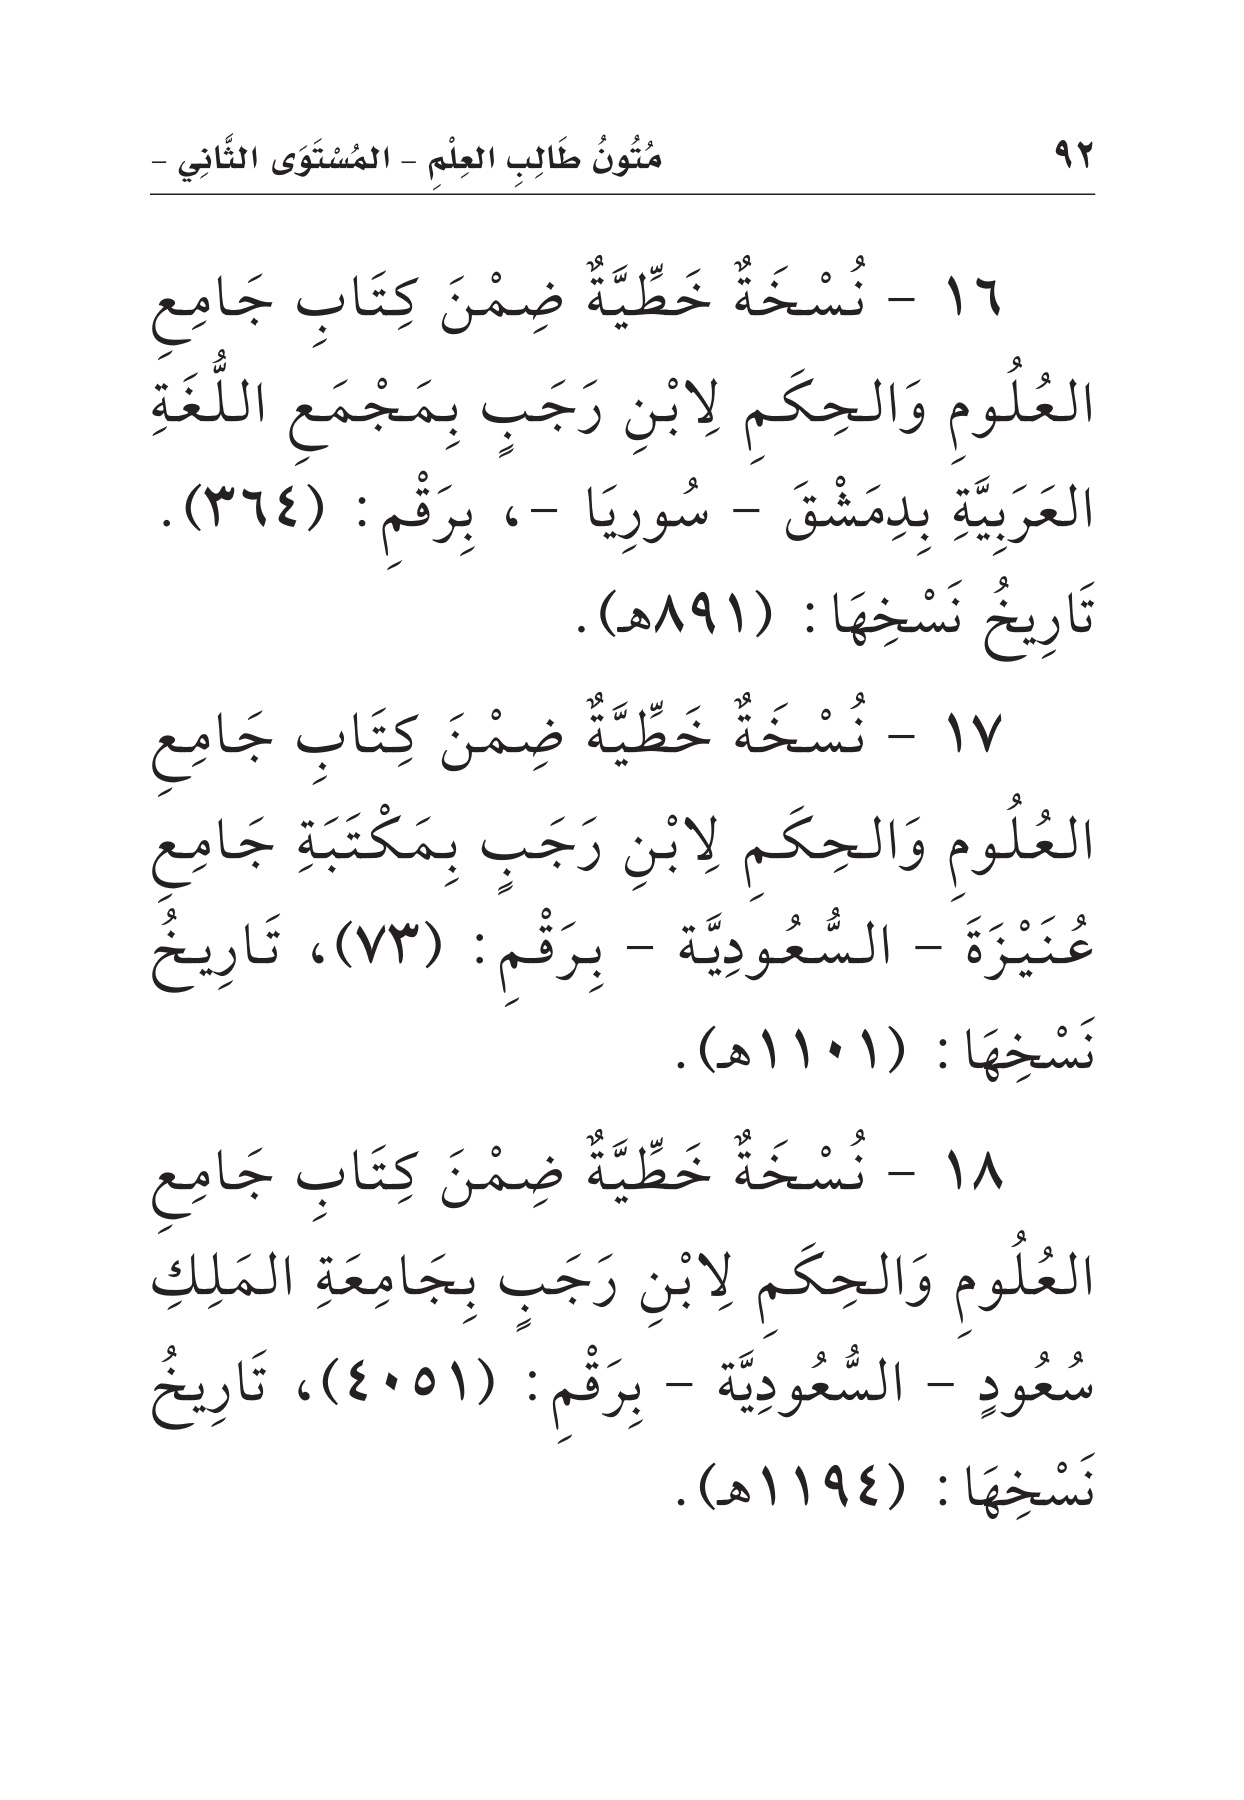 ٩٢ مُتُونُ طَالِبِ العِلْمِ – المُسْتَوَى الثَّانِي –
١٦ – نُسْخَةٌ خَطِّيَّةٌ ضِمْنَ كِتَابِ جَامِعِ
العُلُومِ وَالحِكَمِ لِابْنِ رَجَبٍ بِمَجْمَعِ اللُّغَةِ
العَرَبِيَّةِ بِدِمَشْقَ – سُورِيَا –، بِرَقْمِ: (٣٦٤).
تَارِيخُ نَسْخِهَا: (٨٩١هـ).
١٧ – نُسْخَةٌ خَطِّيَّةٌ ضِمْنَ كِتَابِ جَامِعِ
العُلُومِ وَالحِكَمِ لِابْنِ رَجَبٍ بِمَكْتَبَةِ جَامِعِ
عُنَيْزَةَ – السُّعُودِيَّة – بِرَقْمِ: (٧٣)، تَارِيخُ
نَسْخِهَا: (١١٠١هـ).
١٨ – نُسْخَةٌ خَطِّيَّةٌ ضِمْنَ كِتَابِ جَامِعِ
العُلُومِ وَالحِكَمِ لِابْنِ رَجَبٍ بِجَامِعَةِ المَلِكِ
سُعُودٍ – السُّعُودِيَّة – بِرَقْمِ: (٤٠٥١)، تَارِيخُ
نَسْخِهَا: (١١٩٤هـ).